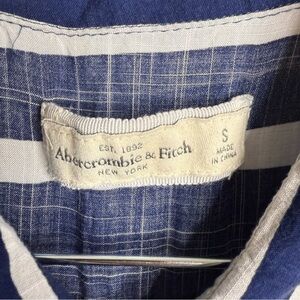 EST. 1892
Abercrombie & Fitch
NEW YORK
S
MADE
IN CHINA